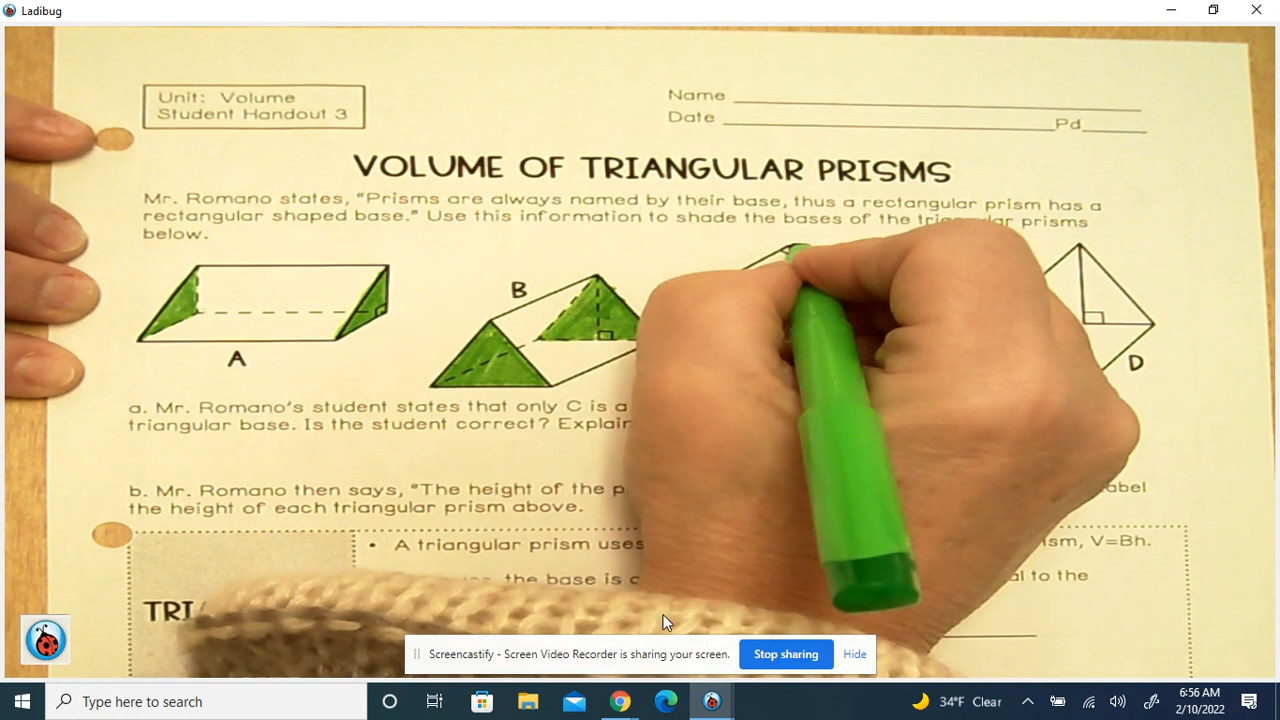 Ladibug
Unit: Volume
Student Handout 3
Name
Date Pd
VOLUME OF TRIANGULAR PRISMS
Mr. Romano states, "Prisms are always named by their base, thus a rectangular prism has a
rectangular shaped base." Use this information to shade the bases of the triangular prisms
below.
A
B
D
a. Mr. Romano's student states that only C is a
triangular base. Is the student correct? Explain
b. Mr. Romano then says, "The height of the
the height of each triangular prism above.
• A triangular prism uses V=Bh.
the base is
to the
Screencastify - Screen Video Recorder is sharing your screen.
Stop sharing
Hide
Type here to search
34°F Clear
6:56 AM
2/10/2022